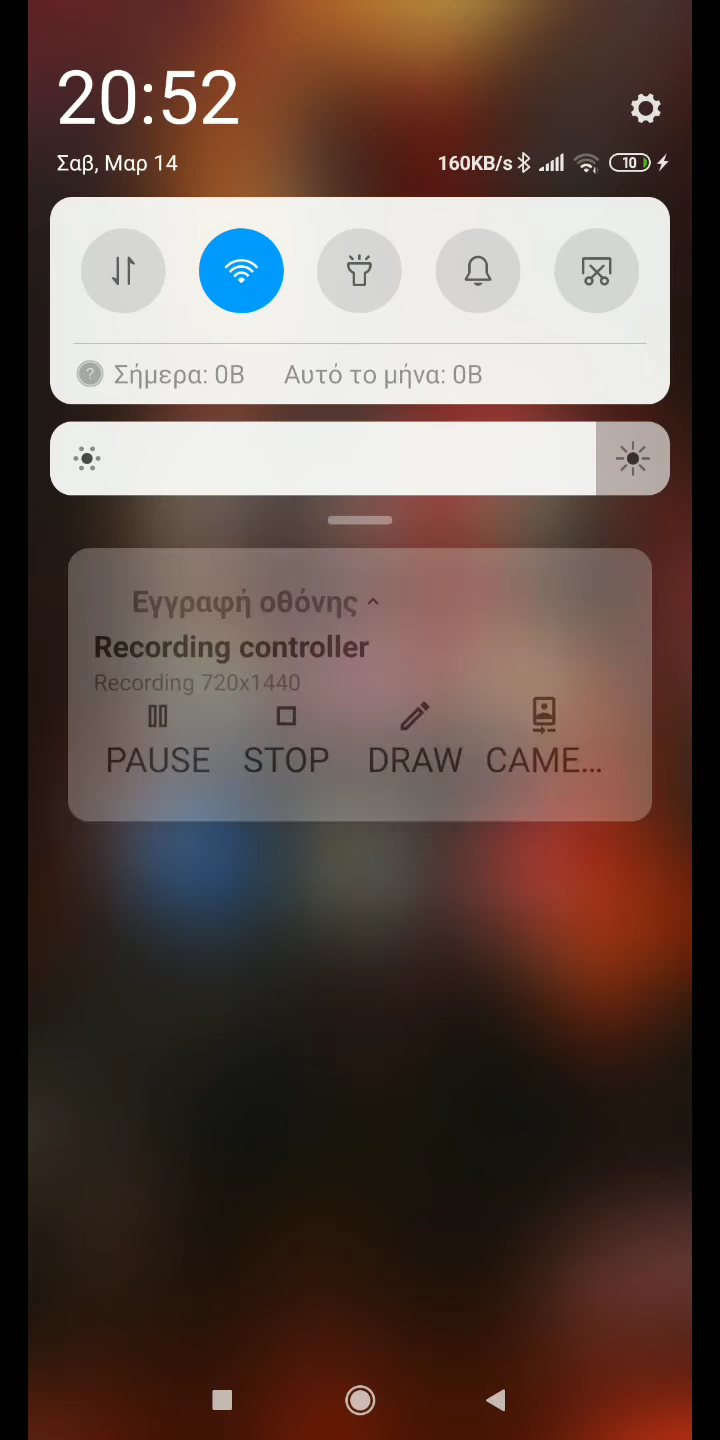 20:52
Σαβ, Μαρ 14
160KB/s 10
? Σήμερα: 0B Αυτό το μήνα: 0B
Εγγραφή οθόνης
Recording controller
Recording 720x1440
PAUSE STOP DRAW CAME...